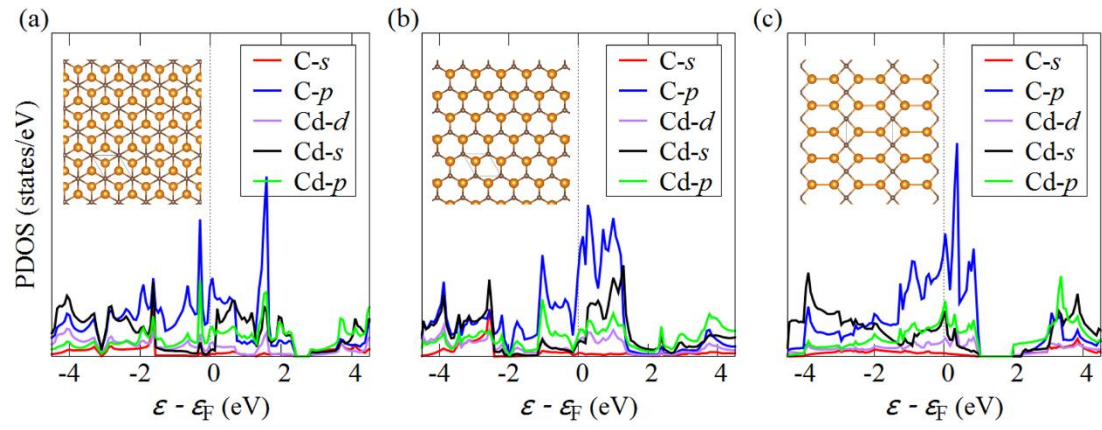 (a)
C-s
C-p
Cd-d
Cd-s
Cd-p
-4 -2 0 2 4
ε - εF (eV)
PDOS (states/eV)
(b)
C-s
C-p
Cd-d
Cd-s
Cd-p
-4 -2 0 2 4
ε - εF (eV)
(c)
C-s
C-p
Cd-d
Cd-s
Cd-p
-4 -2 0 2 4
ε - εF (eV)